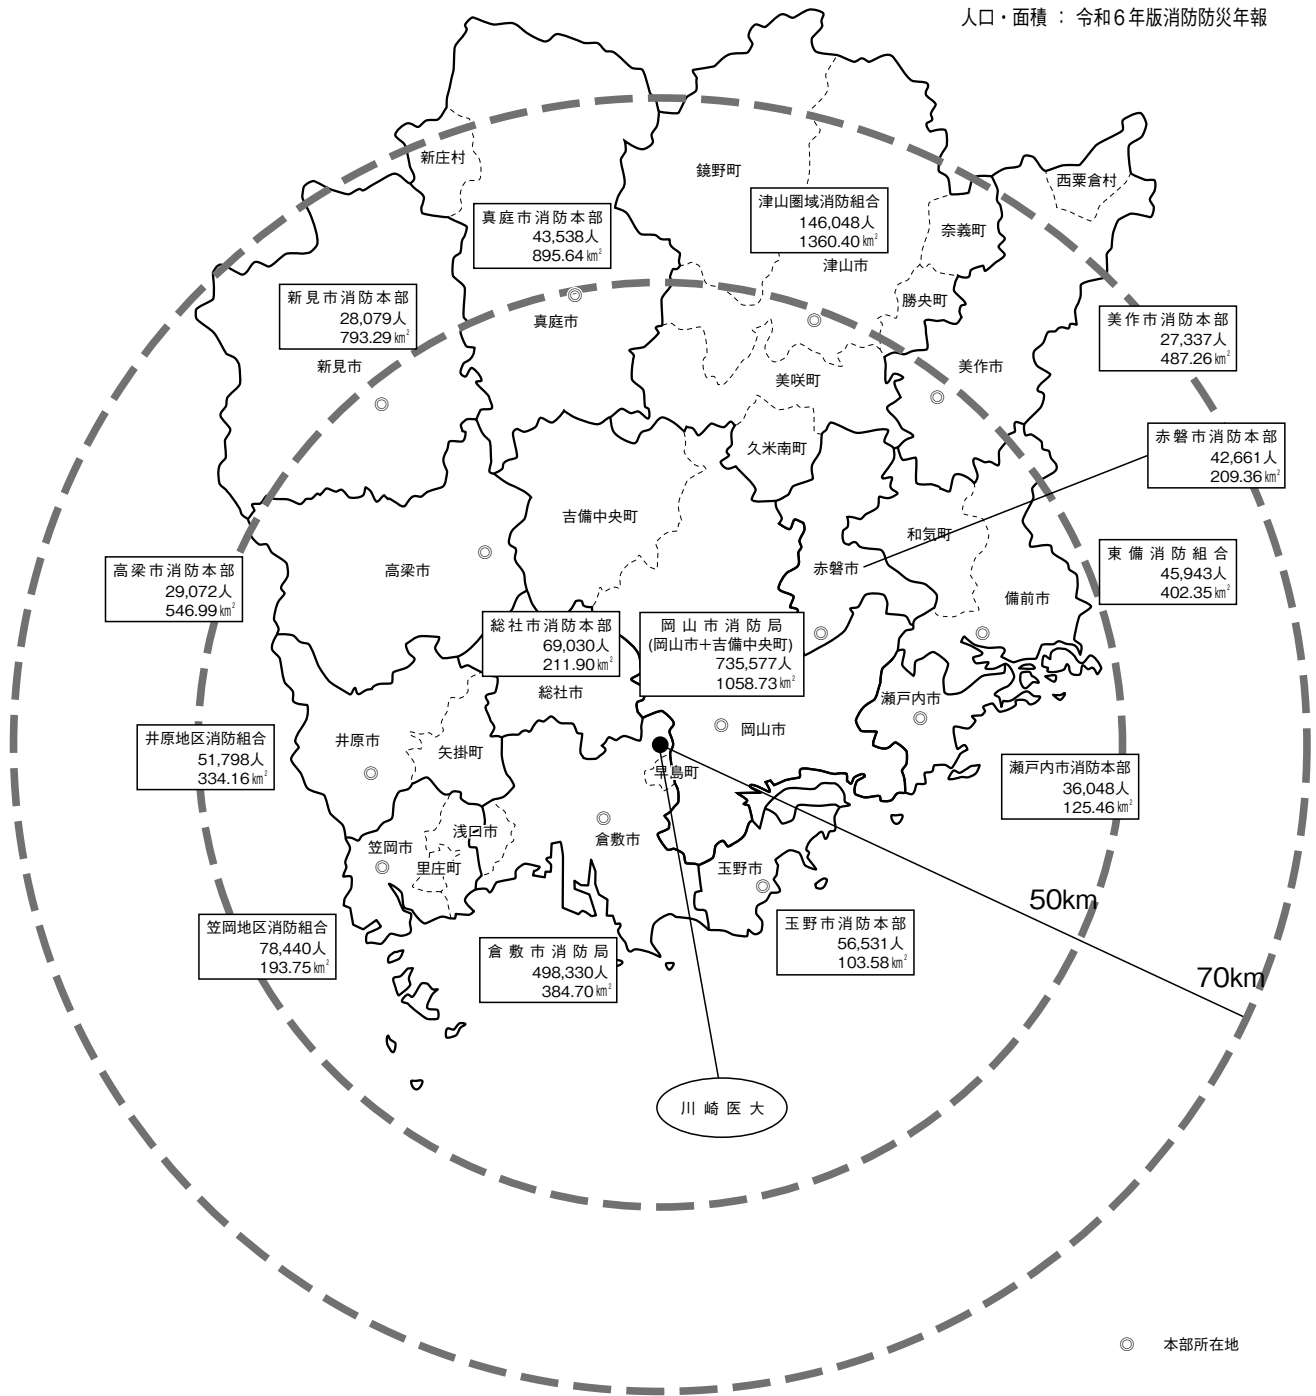 人口・面積 : 令和6年版消防防災年報
新庄村
鏡野町
西粟倉村
津山圏域消防組合
146,048人
1360.40㎢
真庭市消防本部
43,538人
895.64㎢
奈義町
津山市
新見市消防本部
28,079人
793.29㎢
勝央町
真庭市
美作市消防本部
27,337人
487.26㎢
新見市
美咲町
美作市
赤磐市消防本部
42,661人
209.36㎢
久米南町
吉備中央町
和気町
東備消防組合
45,943人
402.35㎢
高梁市消防本部
29,072人
546.99㎢
高梁市
赤磐市
備前市
総社市消防本部
69,030人
211.90㎢
岡山市消防局
(岡山市+吉備中央町)
735,577人
1058.73㎢
総社市
瀬戸内市
岡山市
井原地区消防組合
51,798人
334.16㎢
井原市
矢掛町
早島町
瀬戸内市消防本部
36,048人
125.46㎢
浅口市
倉敷市
笠岡市
里庄町
玉野市
50km
笠岡地区消防組合
78,440人
193.75㎢
倉敷市消防局
498,330人
384.70㎢
玉野市消防本部
56,531人
103.58㎢
70km
川崎医大
◎ 本部所在地